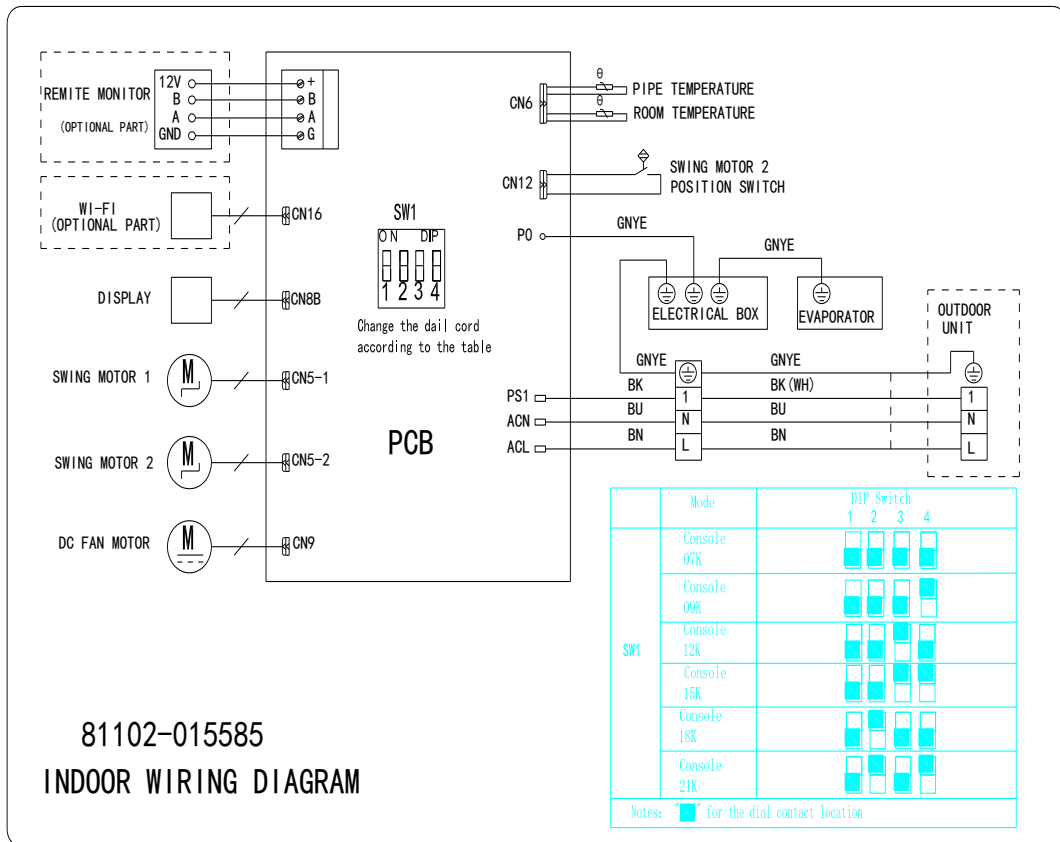 REMITE MONITOR
(OPTIONAL PART)
12V
B
A
GND
+
B
A
G
WI-FI
(OPTIONAL PART)
CN16
DISPLAY
CN8B
SWING MOTOR 1
M
CN5-1
SWING MOTOR 2
M
CN5-2
DC FAN MOTOR
M
CN9
SW1
ON DIP
1 2 3 4
Change the dail cord
according to the table
PCB
CN6
θ
PIPE TEMPERATURE
θ
ROOM TEMPERATURE
CN12
SWING MOTOR 2
POSITION SWITCH
P0
GNYE
GNYE
ELECTRICAL BOX
EVAPORATOR
OUTDOOR
UNIT
GNYE
GNYE
PS1
BK
1
BK(WH)
1
ACN
BU
N
BU
N
ACL
BN
L
BN
L
Mode
DIP Switch
1 2 3 4
SW1
Console
07K
Console
09K
Console
12K
Console
15K
Console
18K
Console
21K
Notes: "■" for the dial contact location
81102-015585
INDOOR WIRING DIAGRAM